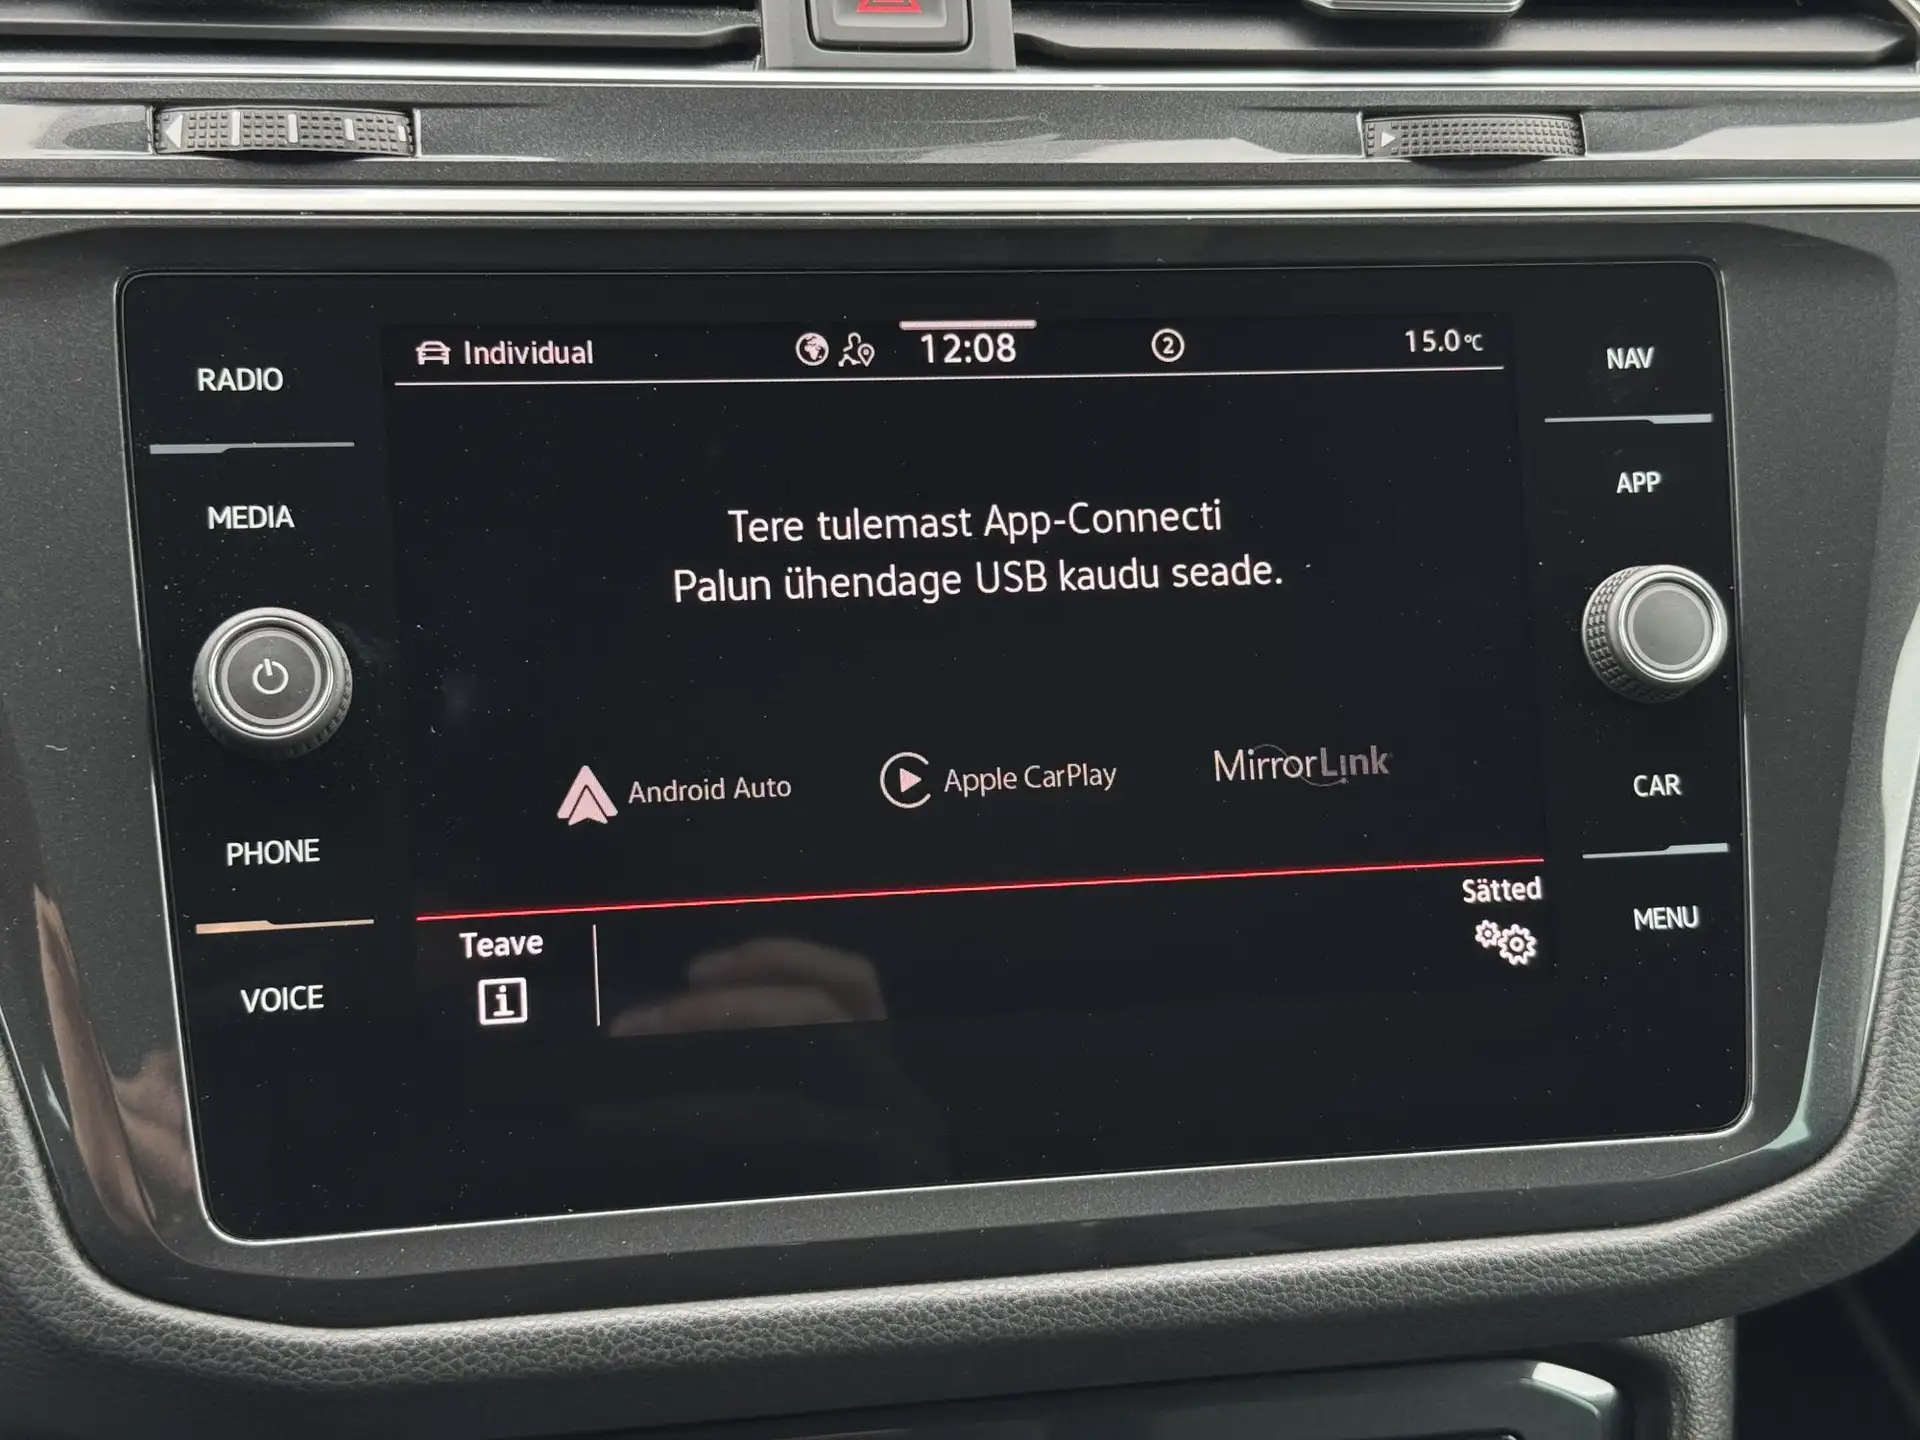 Individual 12:08 2 15.0°C
RADIO
MEDIA
PHONE
VOICE
Tere tulemast App-Connecti
Palun ühendage USB kaudu seade.
Android Auto Apple CarPlay MirrorLink
Teave
Sätted
NAV
APP
CAR
MENU